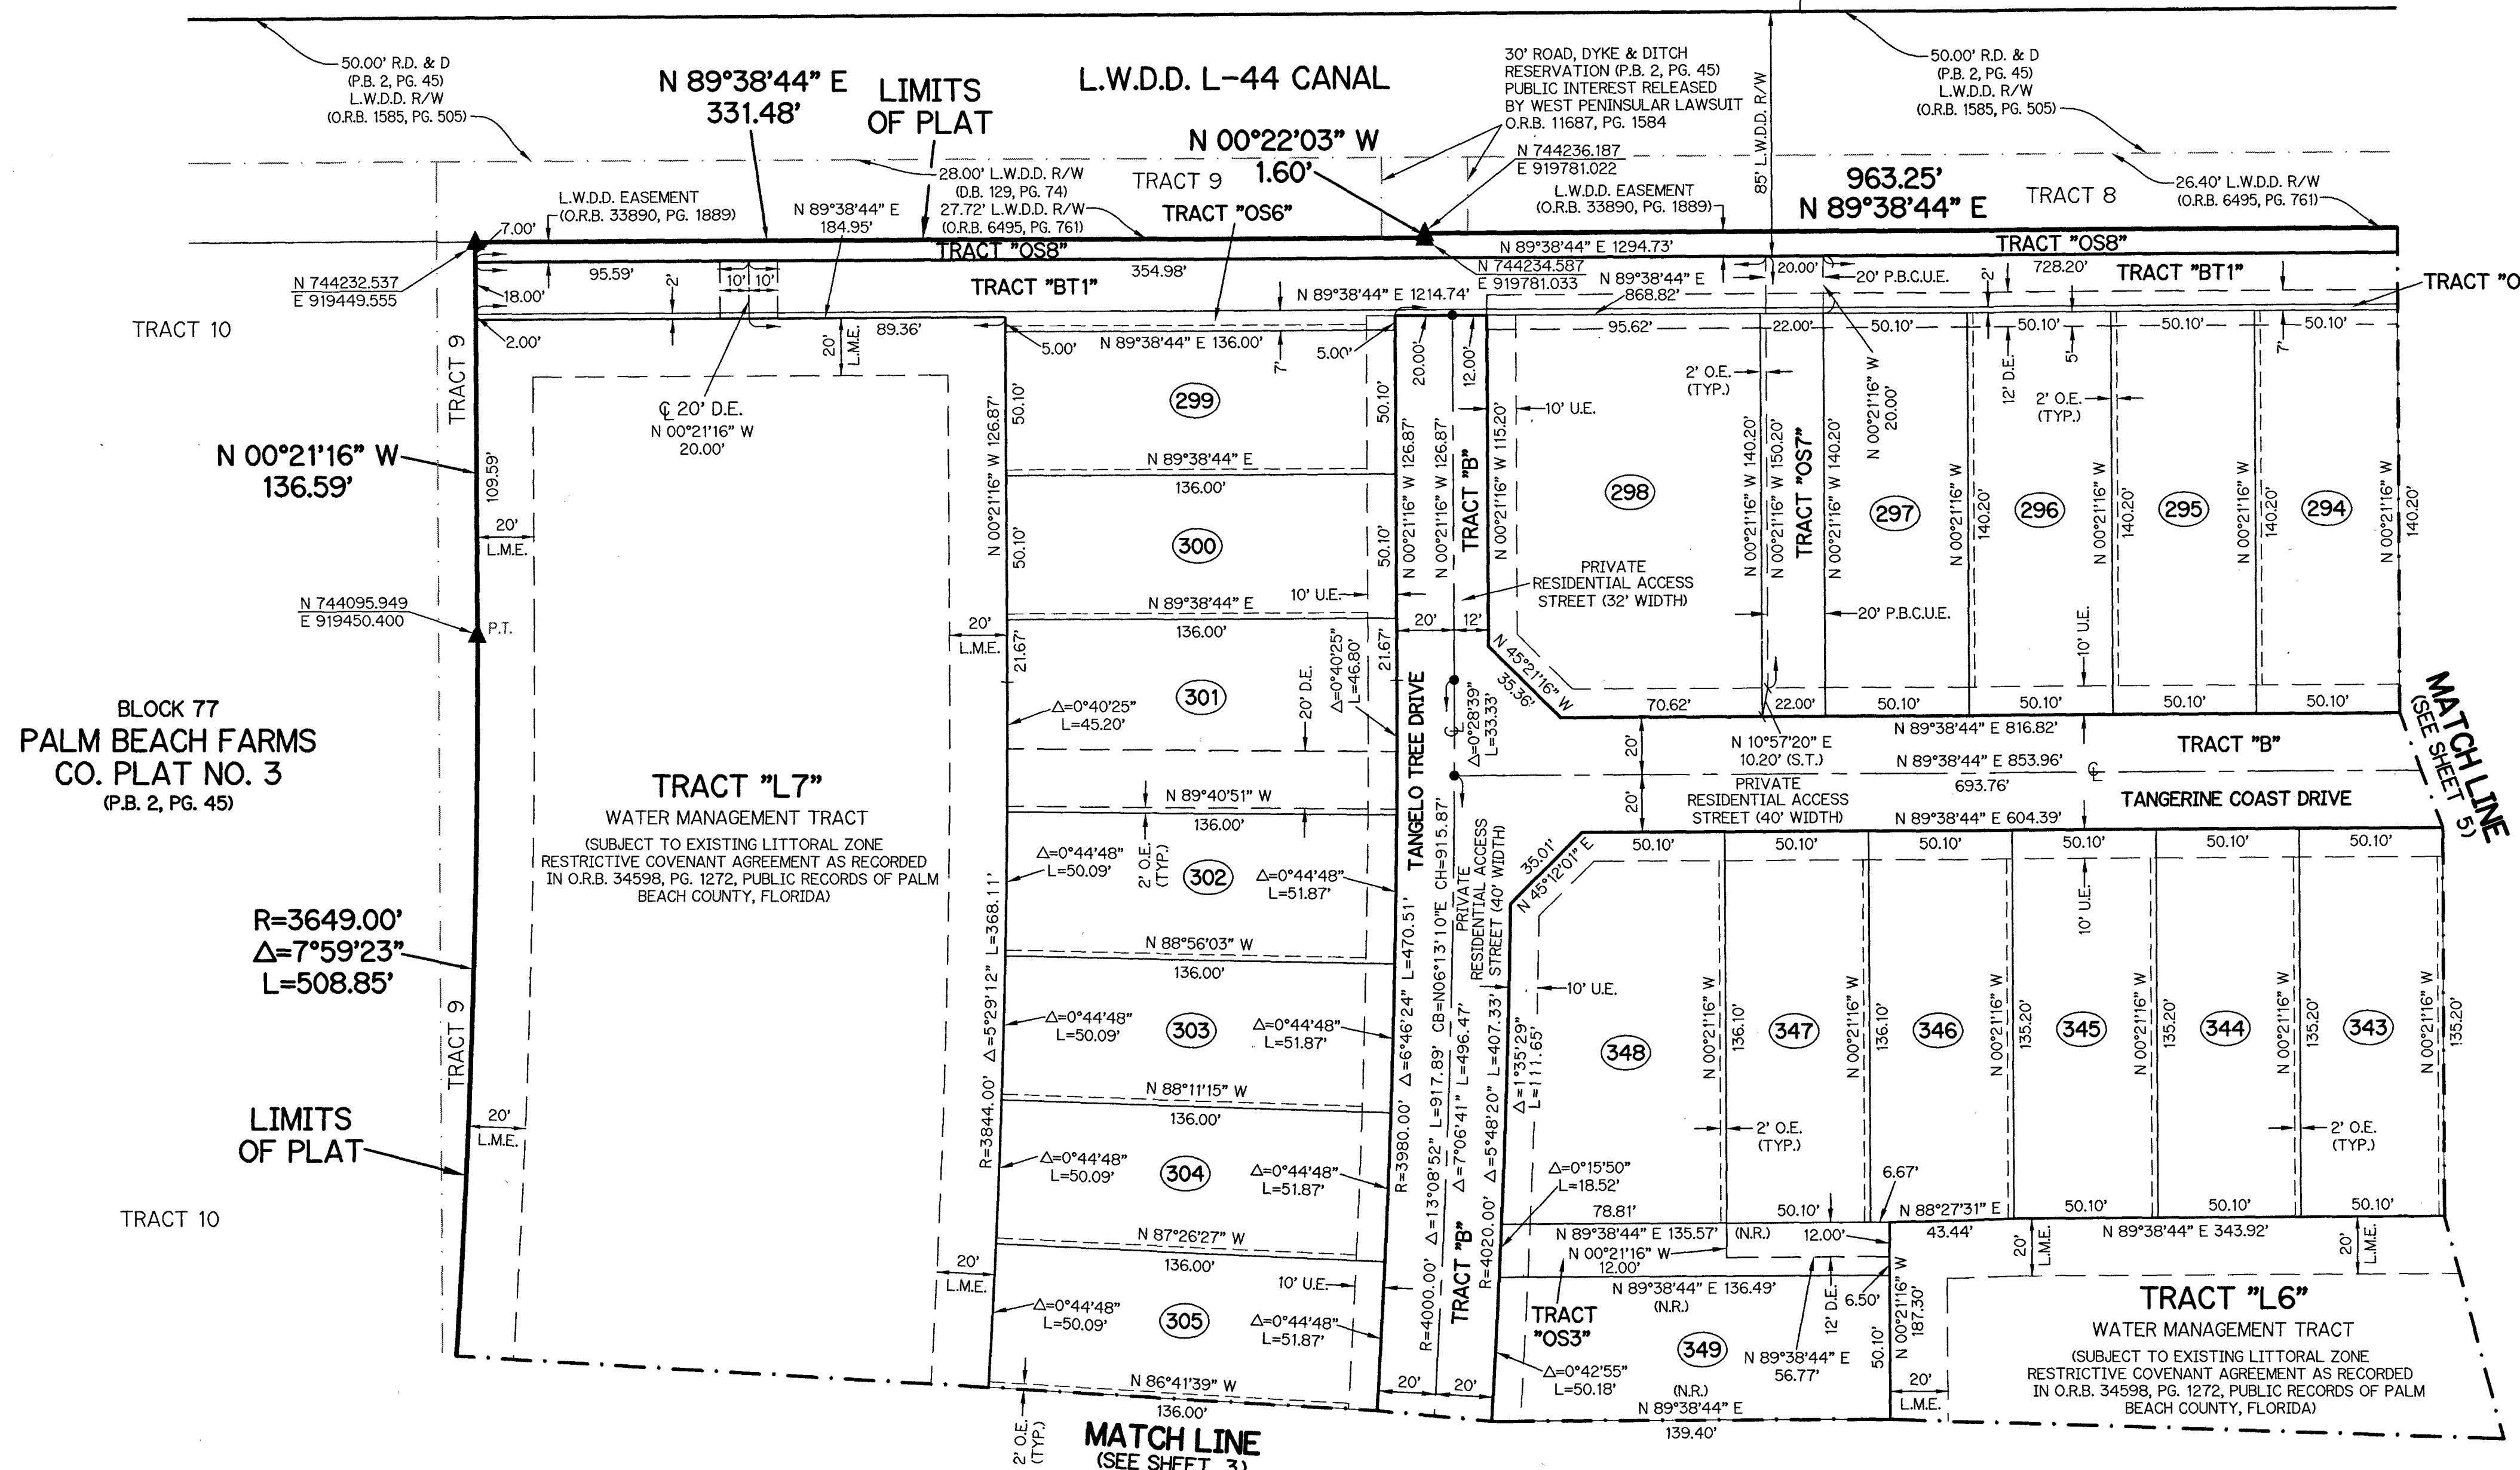 50.00' R.D. & D
(P.B. 2, PG. 45)
L.W.D.D. R/W
(O.R.B. 1585, PG. 505)
N 89°38'44" E
331.48'
LIMITS
OF PLAT
L.W.D.D. L-44 CANAL
N 00°22'03" W
1.60'
30' ROAD, DYKE & DITCH
RESERVATION (P.B. 2, PG. 45)
PUBLIC INTEREST RELEASED
BY WEST PENINSULAR LAWSUIT
O.R.B. 11687, PG. 1584
N 744236.187
E 919781.022
85' L.W.D.D. R/W
50.00' R.D. & D
(P.B. 2, PG. 45)
L.W.D.D. R/W
(O.R.B. 1585, PG. 505)
963.25'
N 89°38'44" E
TRACT 8
26.40' L.W.D.D. R/W
(O.R.B. 6495, PG. 761)
L.W.D.D. EASEMENT
(O.R.B. 33890, PG. 1889)
28.00' L.W.D.D. R/W
(D.B. 129, PG. 74)
27.72' L.W.D.D. R/W
(O.R.B. 6495, PG. 761)
TRACT 9
TRACT "OS6"
L.W.D.D. EASEMENT
(O.R.B. 33890, PG. 1889)
7.00'
N 89°38'44" E
184.95'
TRACT "OS8"
N 89°38'44" E 1294.73'
TRACT "OS8"
N 744232.537
E 919449.555
95.59'
10'
10'
2'
354.98'
TRACT "BT1"
N 744234.587
E 919781.033
N 89°38'44" E
868.82'
20.00'
20' P.B.C.U.E.
2'
728.20'
TRACT "BT1"
TRACT "O
18.00'
N 89°38'44" E 1214.74'
TRACT 10
TRACT 9
2.00'
89.36'
20'
L.M.E.
5.00'
N 89°38'44" E 136.00'
7'
5.00'
20.00'
12.00'
95.62'
22.00'
50.10'
50.10'
50.10'
50.10'
℄ 20' D.E.
N 00°21'16" W
20.00'
N 00°21'16" W 126.87'
50.10'
299
50.10'
2' O.E.
(TYP.)
10' U.E.
N 00°21'16" W
20.00'
12' D.E.
5'
7'
2' O.E.
(TYP.)
N 00°21'16" W
136.59'
109.59'
20'
L.M.E.
N 89°38'44" E
136.00'
50.10'
300
50.10'
N 00°21'16" W 126.87'
N 00°21'16" W 126.87'
TRACT "B"
N 00°21'16" W 115.20'
298
N 00°21'16" W 140.20'
N 00°21'16" W 150.20'
TRACT "OS7"
N 00°21'16" W 140.20'
297
N 00°21'16" W
140.20'
296
N 00°21'16" W
140.20'
295
N 00°21'16" W
140.20'
294
N 00°21'16" W
140.20'
PRIVATE
RESIDENTIAL ACCESS
STREET (32' WIDTH)
N 744095.949
E 919450.400
P.T.
10' U.E.
N 89°38'44" E
136.00'
20'
L.M.E.
21.67'
20'
12'
20' P.B.C.U.E.
10' U.E.
N 45°21'16" W
35.36'
21.67'
Δ=0°40'25"
L=46.80'
20' D.E.
301
Δ=0°40'25"
L=45.20'
TANGELO TREE DRIVE
℄
Δ=0°28'39"
L=33.33'
70.62'
22.00'
50.10'
50.10'
50.10'
50.10'
N 89°38'44" E 816.82'
MATCH LINE
(SEE SHEET 5)
BLOCK 77
PALM BEACH FARMS
CO. PLAT NO. 3
(P.B. 2, PG. 45)
TRACT "L7"
WATER MANAGEMENT TRACT
(SUBJECT TO EXISTING LITTORAL ZONE
RESTRICTIVE COVENANT AGREEMENT AS RECORDED
IN O.R.B. 34598, PG. 1272, PUBLIC RECORDS OF PALM
BEACH COUNTY, FLORIDA)
20'
20'
N 10°57'20" E
10.20' (S.T.)
N 89°38'44" E 853.96'
693.76'
℄
TRACT "B"
PRIVATE
RESIDENTIAL ACCESS
STREET (40' WIDTH)
TANGERINE COAST DRIVE
N 89°38'44" E 604.39'
N 89°40'51" W
136.00'
Δ=0°44'48"
L=50.09'
2' O.E.
(TYP.)
302
Δ=0°44'48"
L=51.87'
35.01'
N 45°12'01" E
50.10'
50.10'
50.10'
50.10'
50.10'
50.10'
10' U.E.
R=3649.00'
Δ=7°59'23"
L=508.85'
N 88°56'03" W
136.00'
R=3844.00' Δ=5°29'12" L=368.11'
Δ=0°44'48"
L=50.09'
303
Δ=0°44'48"
L=51.87'
R=3980.00' Δ=6°46'24" L=470.51'
R=4000.00' Δ=13°08'52" L=917.89' CB=N06°13'10"E CH=915.87'
Δ=7°06'41" L=496.47'
PRIVATE
RESIDENTIAL ACCESS
STREET (40' WIDTH)
R=4020.00' Δ=5°48'20" L=407.33'
10' U.E.
Δ=1°35'29"
L=111.65'
348
N 00°21'16" W
136.10'
347
N 00°21'16" W
136.10'
346
N 00°21'16" W
135.20'
345
N 00°21'16" W
135.20'
344
N 00°21'16" W
135.20'
343
N 00°21'16" W
135.20'
TRACT 9
LIMITS
OF PLAT
20'
L.M.E.
N 88°11'15" W
136.00'
Δ=0°44'48"
L=50.09'
304
Δ=0°44'48"
L=51.87'
2' O.E.
(TYP.)
2' O.E.
(TYP.)
Δ=0°15'50"
L=18.52'
TRACT 10
78.81'
50.10'
6.67'
N 88°27'31" E
43.44'
50.10'
50.10'
50.10'
N 89°38'44" E 135.57'
(N.R.)
12.00'
N 89°38'44" E 343.92'
N 87°26'27" W
136.00'
20'
L.M.E.
N 00°21'16" W
12.00'
20'
L.M.E.
20'
L.M.E.
TRACT "B"
10' U.E.
N 89°38'44" E 136.49'
(N.R.)
6.50'
12' D.E.
N 00°21'16" W
187.30'
TRACT "L6"
WATER MANAGEMENT TRACT
(SUBJECT TO EXISTING LITTORAL ZONE
RESTRICTIVE COVENANT AGREEMENT AS RECORDED
IN O.R.B. 34598, PG. 1272, PUBLIC RECORDS OF PALM
BEACH COUNTY, FLORIDA)
Δ=0°44'48"
L=50.09'
305
Δ=0°44'48"
L=51.87'
TRACT
"OS3"
349
N 89°38'44" E
56.77'
50.10'
Δ=0°42'55"
L=50.18'
20'
20'
20'
L.M.E.
N 86°41'39" W
136.00'
2' O.E.
(TYP.)
(N.R.)
N 89°38'44" E
139.40'
MATCH LINE
(SEE SHEET 3)